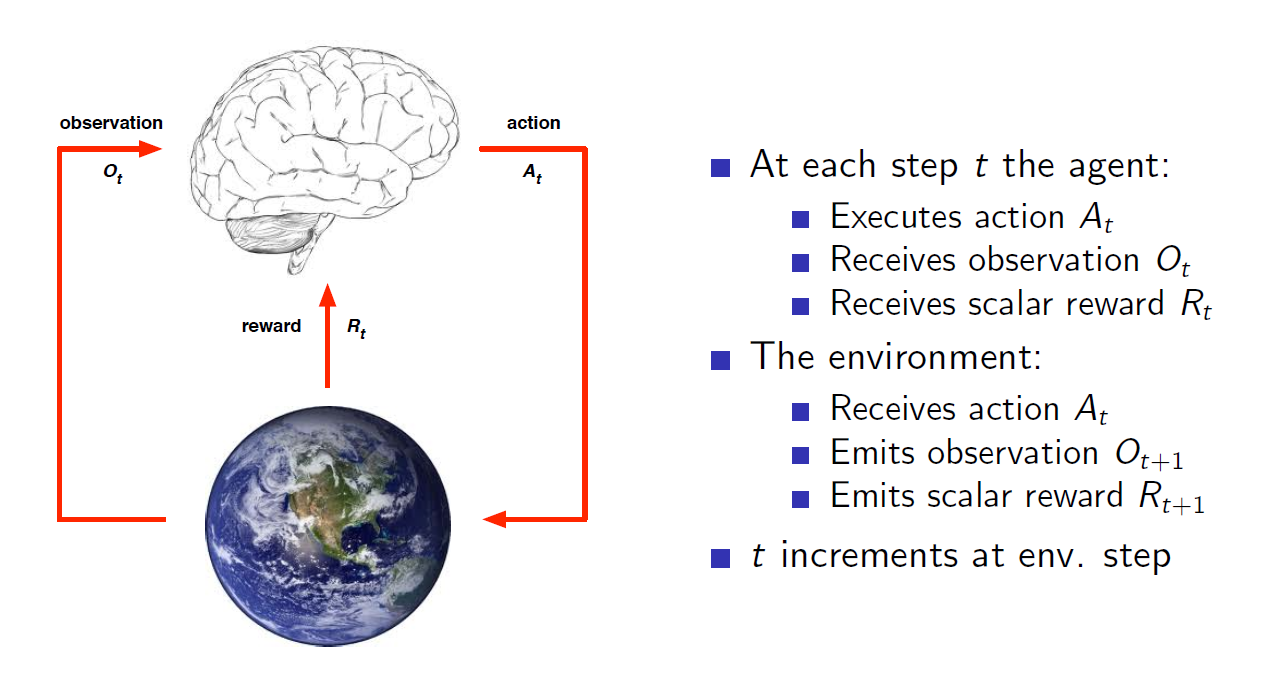 observation
O_t
action
A_t
reward R_t
At each step t the agent:
Executes action A_t
Receives observation O_t
Receives scalar reward R_t
The environment:
Receives action A_t
Emits observation O_{t+1}
Emits scalar reward R_{t+1}
t increments at env. step